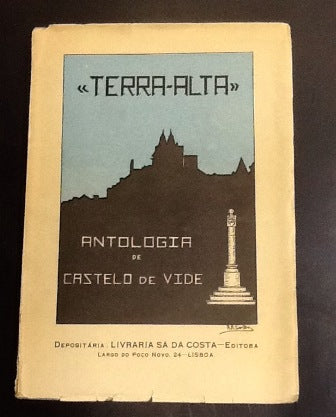 «TERRA-ALTA»
ANTOLOGIA
DE
CASTELO DE VIDE
DEPOSITÁRIA: LIVRARIA SÁ DA COSTA—EDITORA
LARGO DO POÇO NOVO, 24—LISBOA